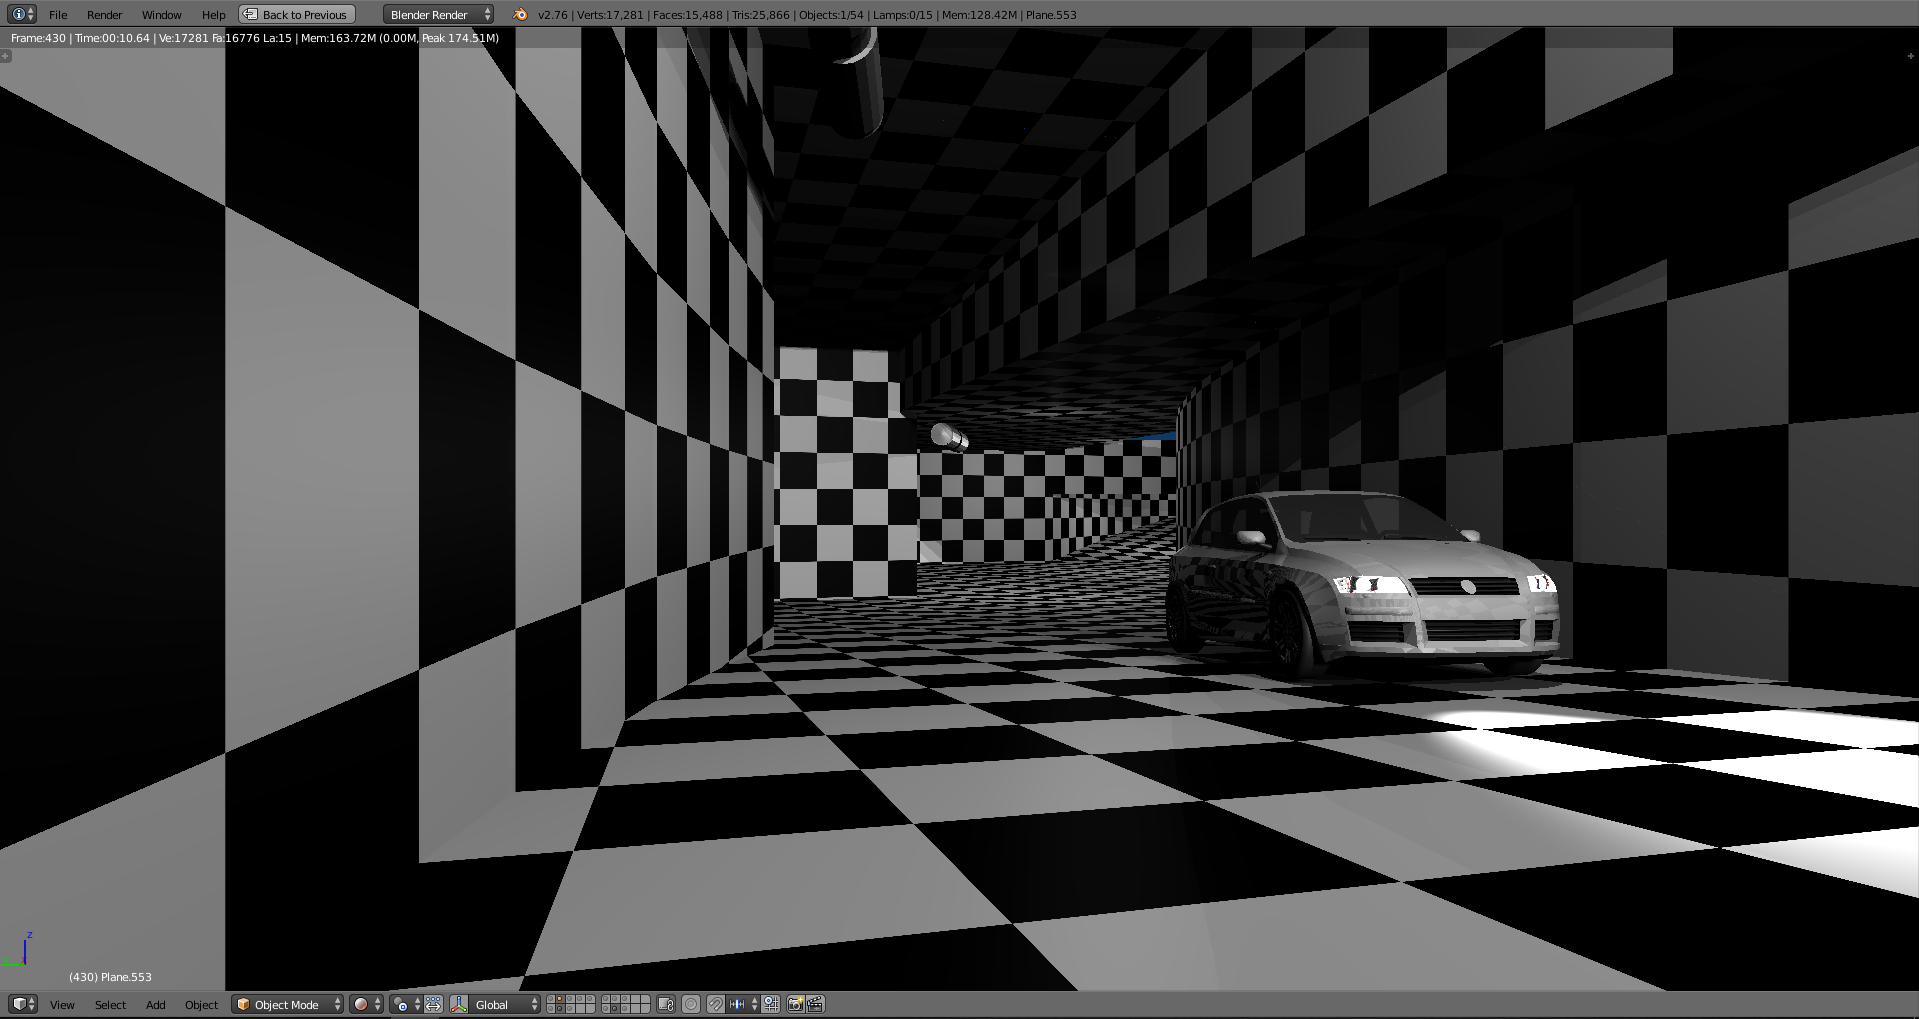 File Render Window Help Back to Previous Blender Render v2.76 | Verts:17,281 | Faces:15,488 | Tris:25,866 | Objects:1/54 | Lamps:0/15 | Mem:128.42M | Plane.553
Frame:430 | Time:00:10.64 | Ve:17281 Fa:16776 La:15 | Mem:163.72M (0.00M, Peak 174.51M)
z
(430) Plane.553
View Select Add Object Object Mode Global